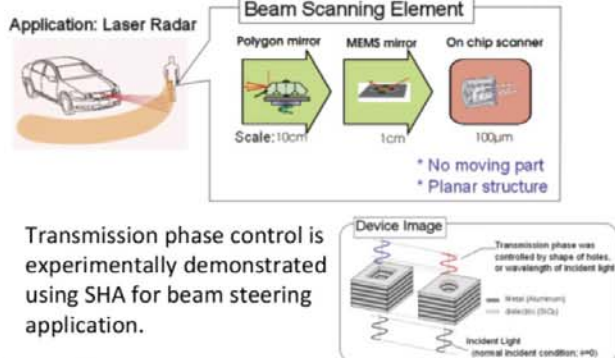 Beam Scanning Element
Application: Laser Radar
Polygon mirror
MEMS mirror
On chip scanner
Scale:10cm
1cm
100μm
* No moving part
* Planar structure
Transmission phase control is
experimentally demonstrated
using SHA for beam steering
application.
Device Image
Transmission phase was
controlled by shape of holes,
or wavelength of incident light
Metal (Aluminum)
dielectric (SiO₂)
Incident Light
(normal incident condition;